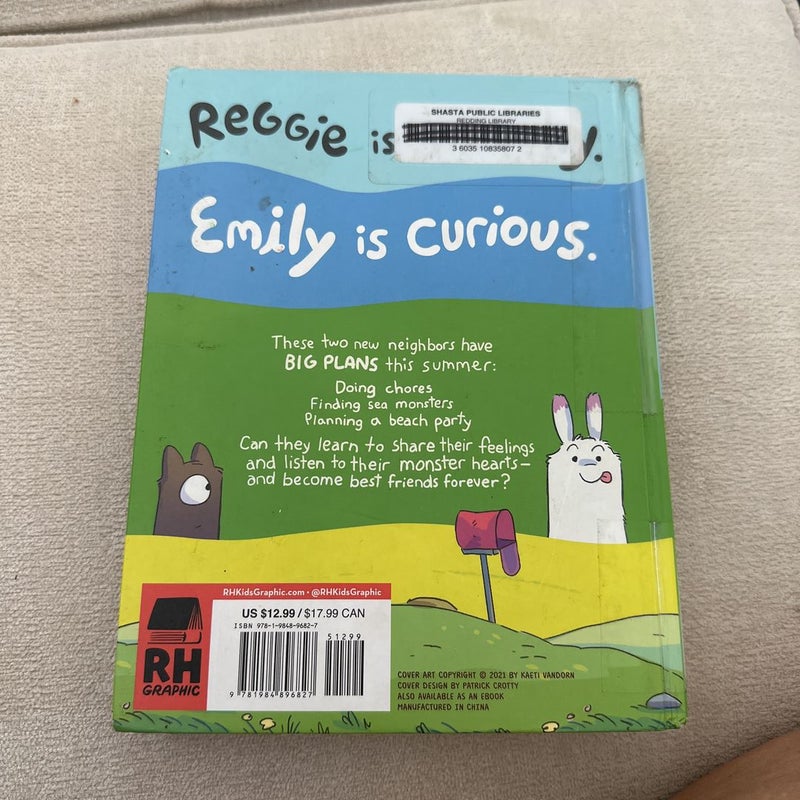 SHASTA PUBLIC LIBRARIES
REDDING LIBRARY
3 6035 10835807 2
Reggie is y.
Emily is curious.
These two new neighbors have
BIG PLANS this summer:
Doing chores
Finding sea monsters
Planning a beach party
Can they learn to share their feelings
and listen to their monster hearts—
and become best friends forever?
RHKidsGraphic.com • @RHKidsGraphic
US $12.99 / $17.99 CAN
ISBN 978-1-9848-9682-7
51299
9 781984 896827
RH
GRAPHIC
COVER ART COPYRIGHT © 2021 BY KAETI VANDORN
COVER DESIGN BY PATRICK CROTTY
ALSO AVAILABLE AS AN EBOOK
MANUFACTURED IN CHINA